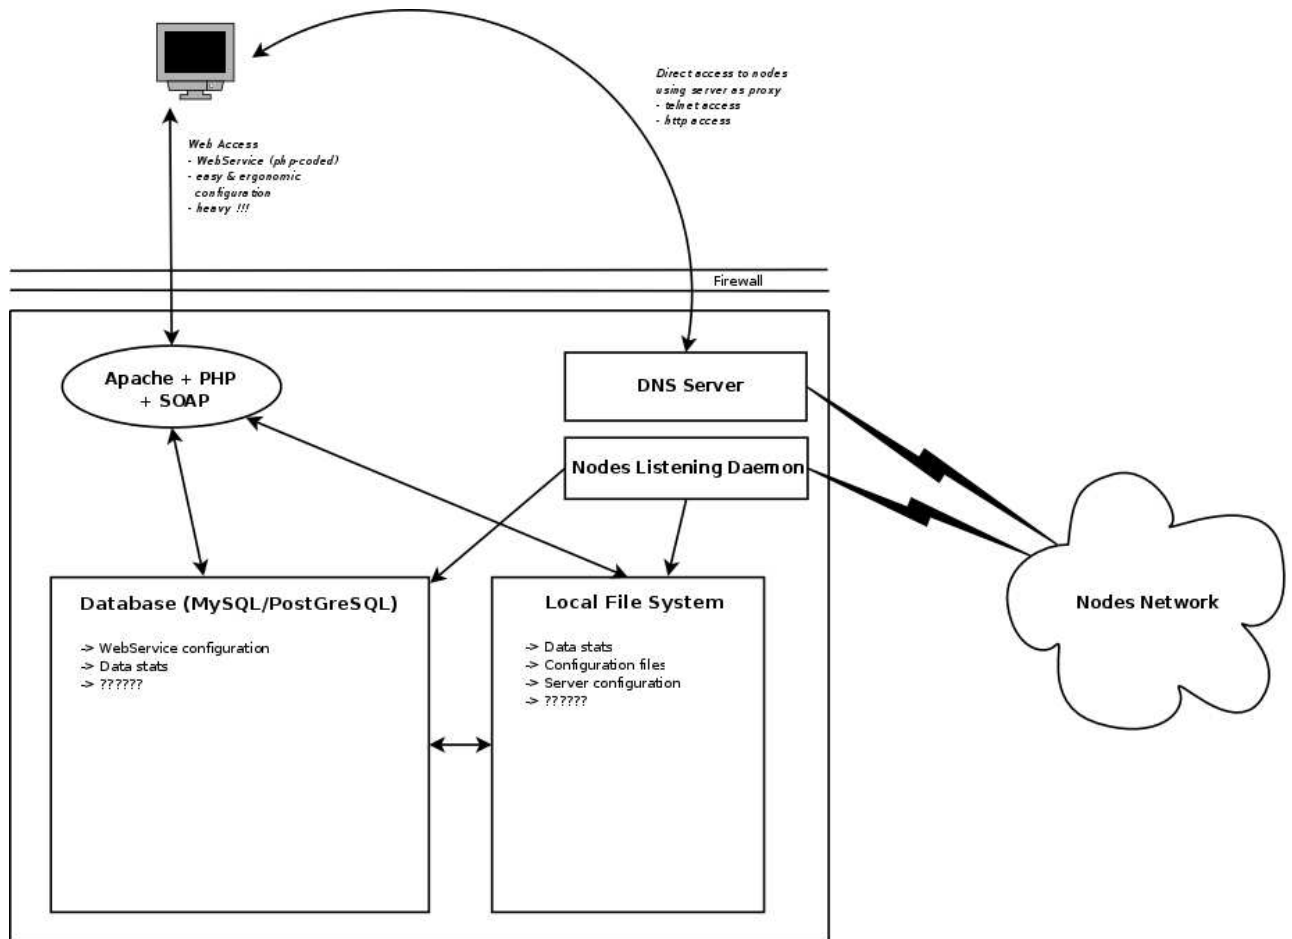 Direct access to nodes
using server as proxy
- telnet access
- http access
Web Access
- WebService (php-coded)
- easy & ergonomic
configuration
- heavy !!!
Firewall
Apache + PHP
+ SOAP
DNS Server
Nodes Listening Daemon
Database (MySQL/PostGreSQL)
-> WebService configuration
-> Data stats
-> ??????
Local File System
-> Data stats
-> Configuration files
-> Server configuration
-> ??????
Nodes Network